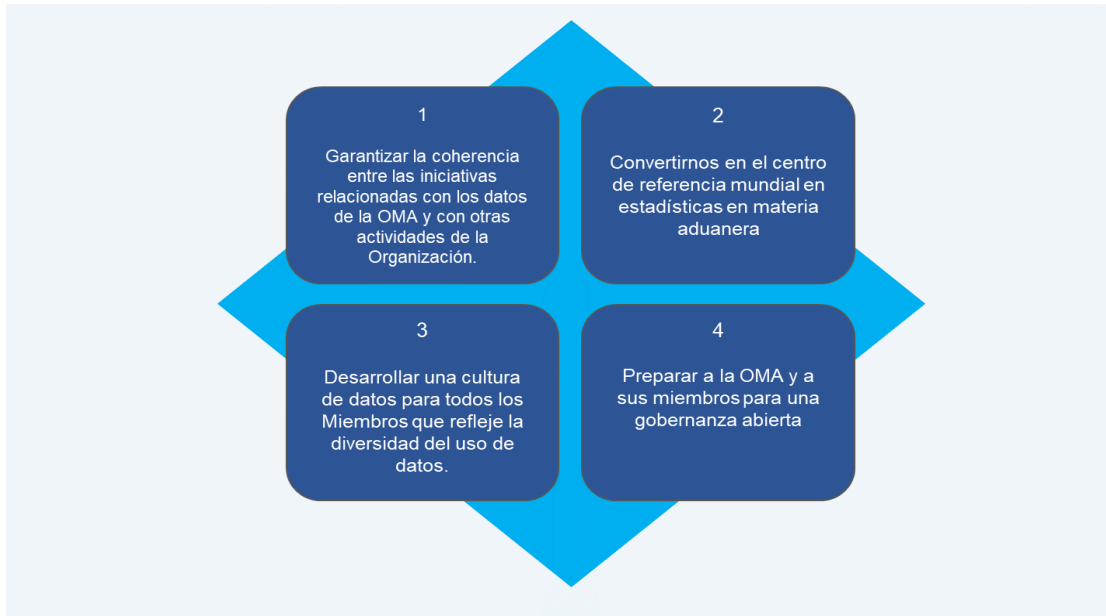 1
Garantizar la coherencia
entre las iniciativas
relacionadas con los datos
de la OMA y con otras
actividades de la
Organización.
2
Convertirnos en el centro
de referencia mundial en
estadísticas en materia
aduanera
3
Desarrollar una cultura
de datos para todos los
Miembros que refleje la
diversidad del uso de
datos.
4
Preparar a la OMA y a
sus miembros para una
gobernanza abierta